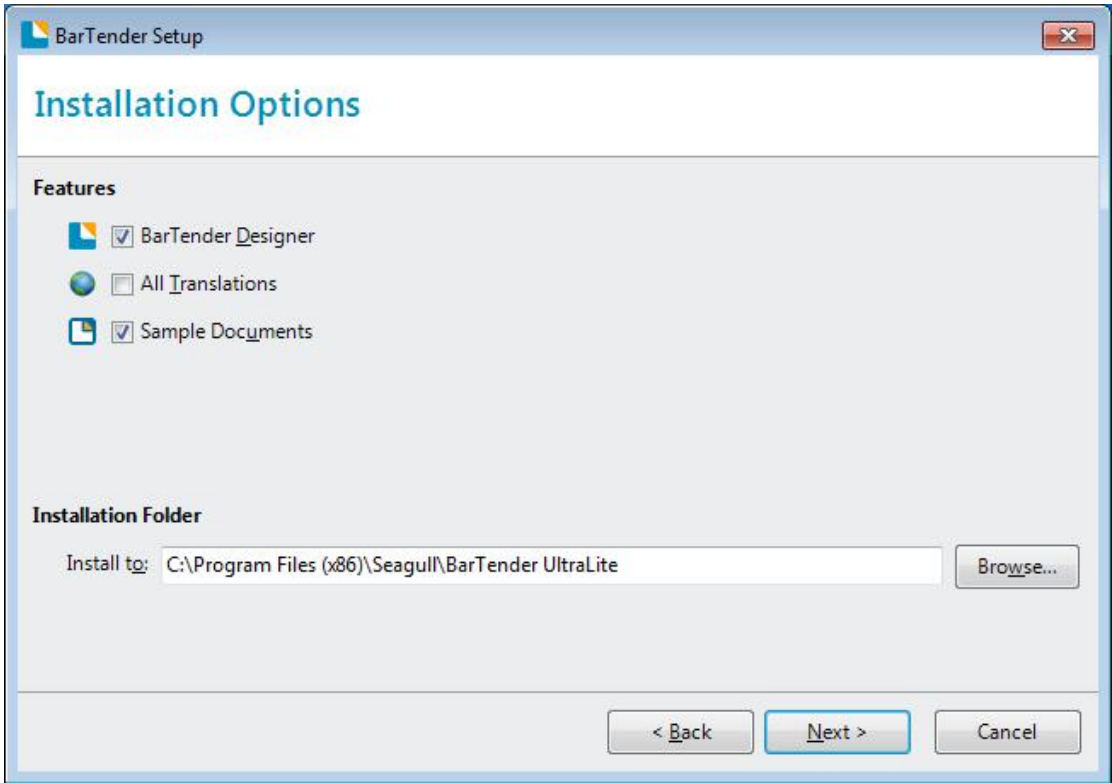 BarTender Setup
Installation Options
Features
BarTender Designer
All Translations
Sample Documents
Installation Folder
Install to: C:\Program Files (x86)\Seagull\BarTender UltraLite Browse...
< Back Next > Cancel